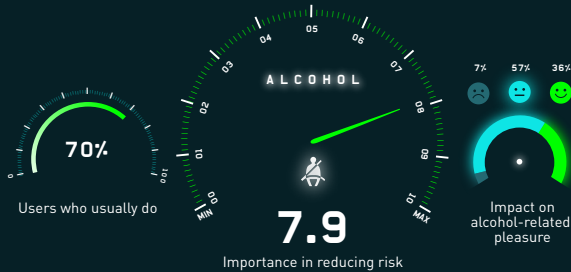 70%
0
100
Users who usually do
ALCOHOL
00
01
02
03
04
05
06
07
08
09
10
MIN
MAX
7.9
Importance in reducing risk
7% 57% 36%
Impact on
alcohol-related
pleasure